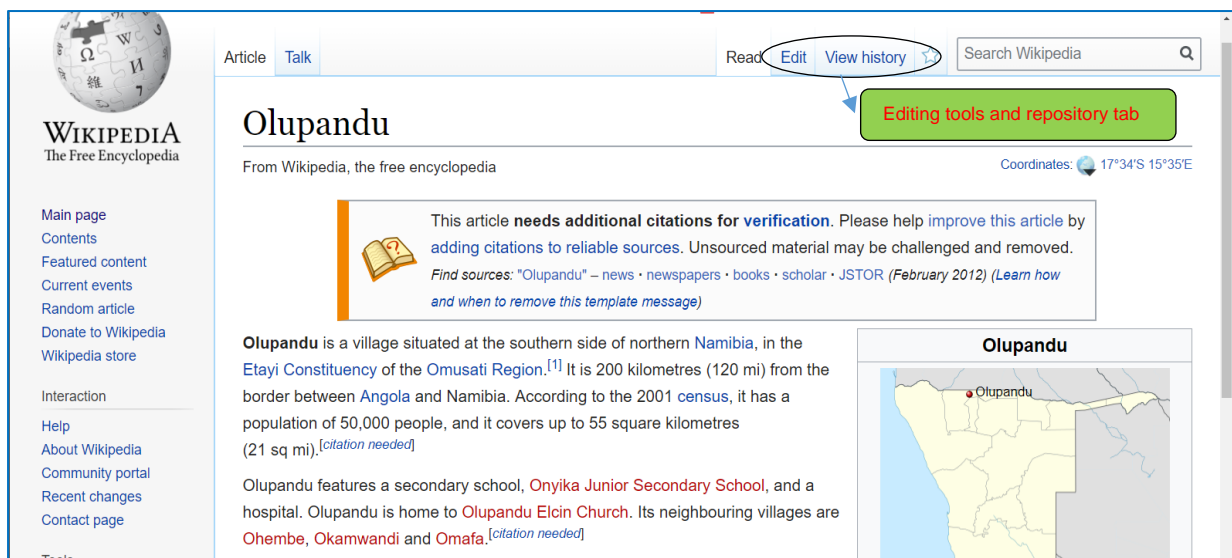 WIKIPEDIA
The Free Encyclopedia
Main page
Contents
Featured content
Current events
Random article
Donate to Wikipedia
Wikipedia store
Interaction
Help
About Wikipedia
Community portal
Recent changes
Contact page
Article Talk
Read Edit View history
Search Wikipedia
Editing tools and repository tab
Olupandu
From Wikipedia, the free encyclopedia
Coordinates: 17°34′S 15°35′E
This article needs additional citations for verification. Please help improve this article by
adding citations to reliable sources. Unsourced material may be challenged and removed.
Find sources: "Olupandu" – news · newspapers · books · scholar · JSTOR (February 2012) (Learn how
and when to remove this template message)
Olupandu is a village situated at the southern side of northern Namibia, in the
Etayi Constituency of the Omusati Region.[1] It is 200 kilometres (120 mi) from the
border between Angola and Namibia. According to the 2001 census, it has a
population of 50,000 people, and it covers up to 55 square kilometres
(21 sq mi).[citation needed]
Olupandu features a secondary school, Onyika Junior Secondary School, and a
hospital. Olupandu is home to Olupandu Elcin Church. Its neighbouring villages are
Ohembe, Okamwandi and Omafa.[citation needed]
Olupandu
Olupandu